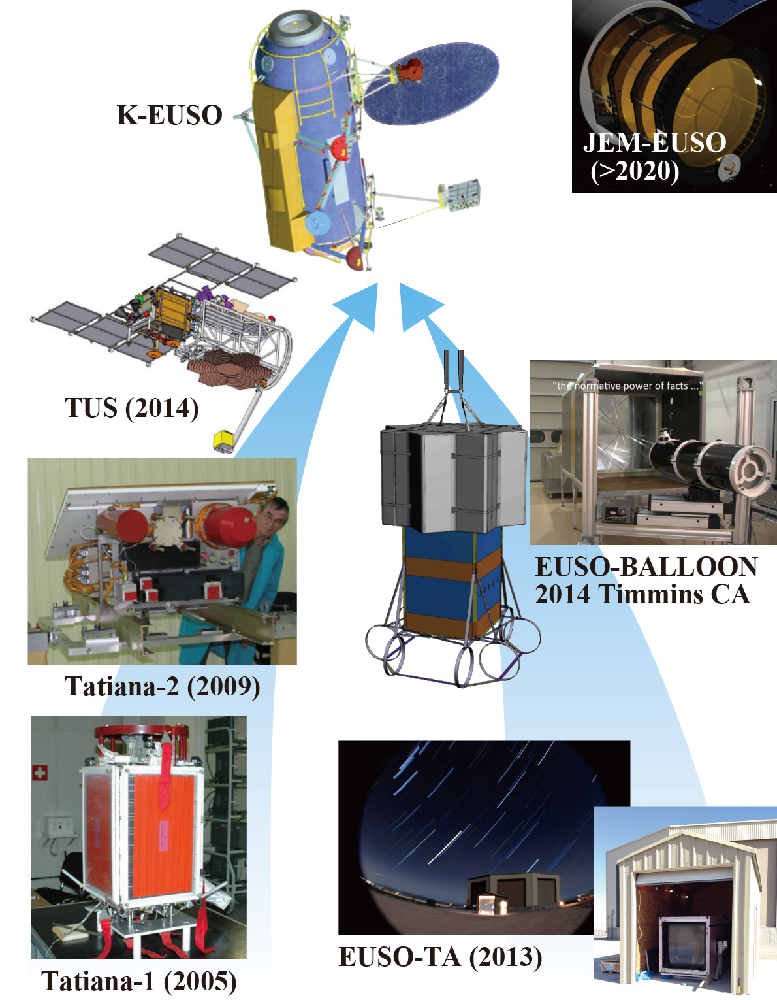 K-EUSO
JEM-EUSO
(>2020)
TUS (2014)
"the normative power of facts ..."
EUSO-BALLOON
2014 Timmins CA
Tatiana-2 (2009)
EUSO-TA (2013)
Tatiana-1 (2005)